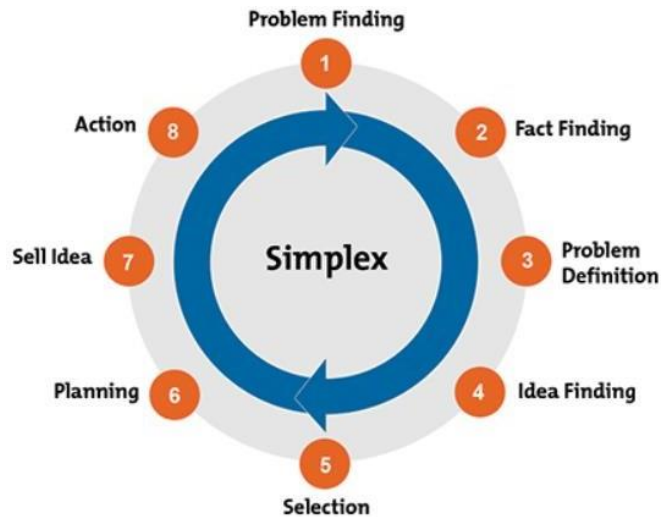 Problem Finding
1
8
Action
2
Fact Finding
Simplex
Sell Idea
7
3
Problem
Definition
Planning
6
4
Idea Finding
5
Selection